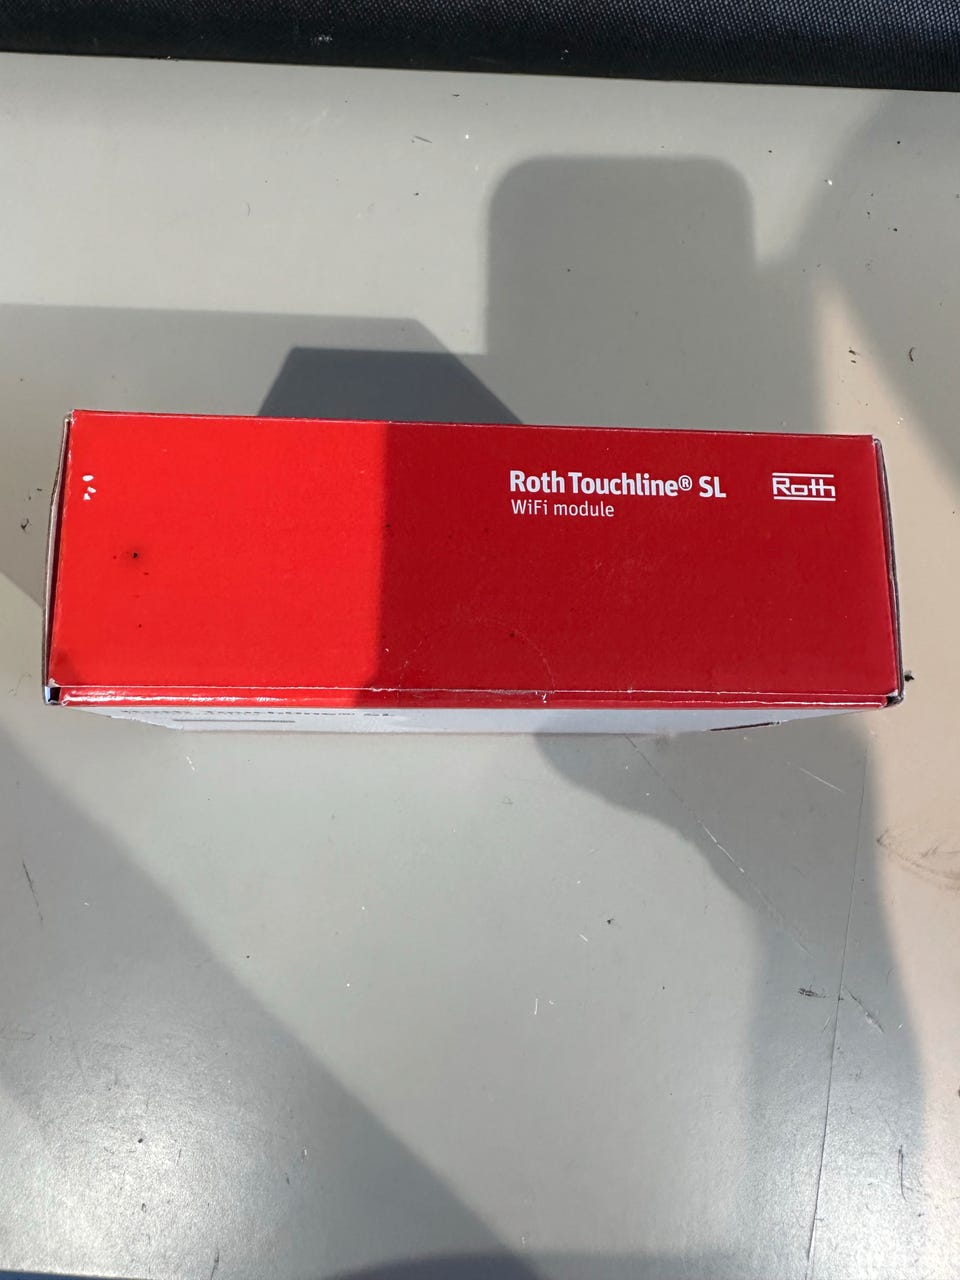 Roth Touchline® SL
WiFi module
Roth